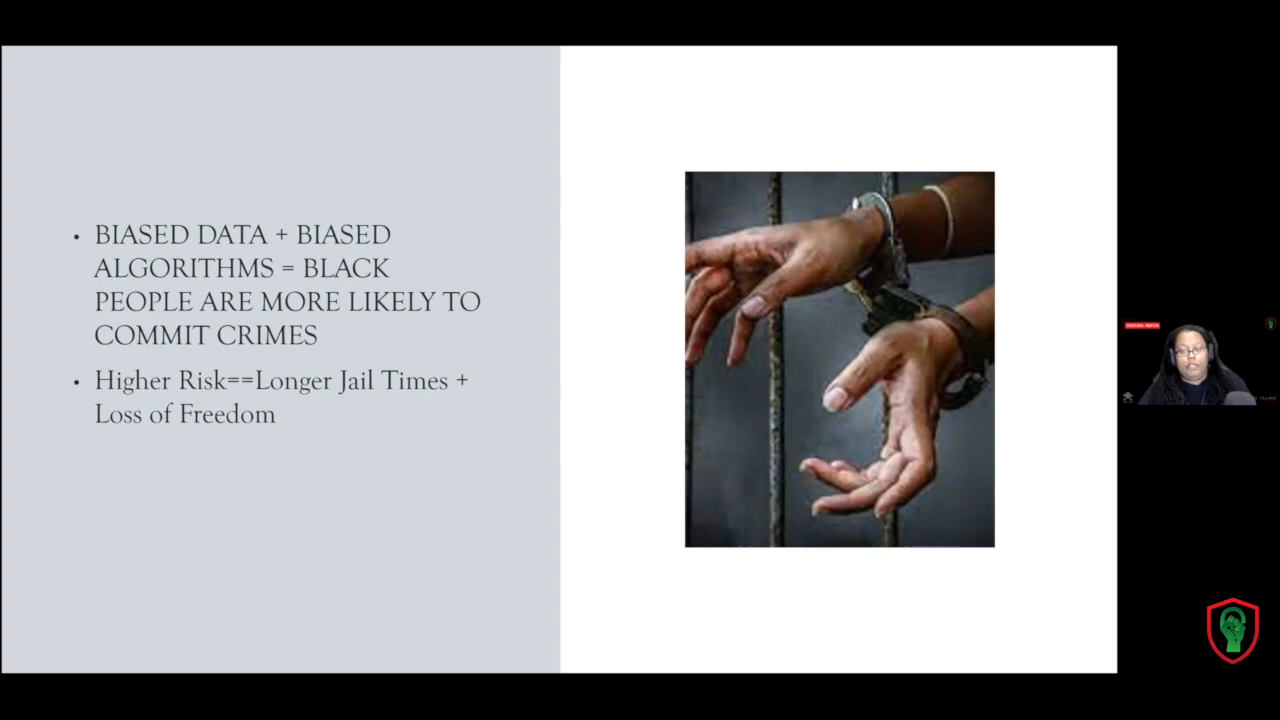 • BIASED DATA + BIASED
ALGORITHMS = BLACK
PEOPLE ARE MORE LIKELY TO
COMMIT CRIMES
• Higher Risk==Longer Jail Times +
Loss of Freedom